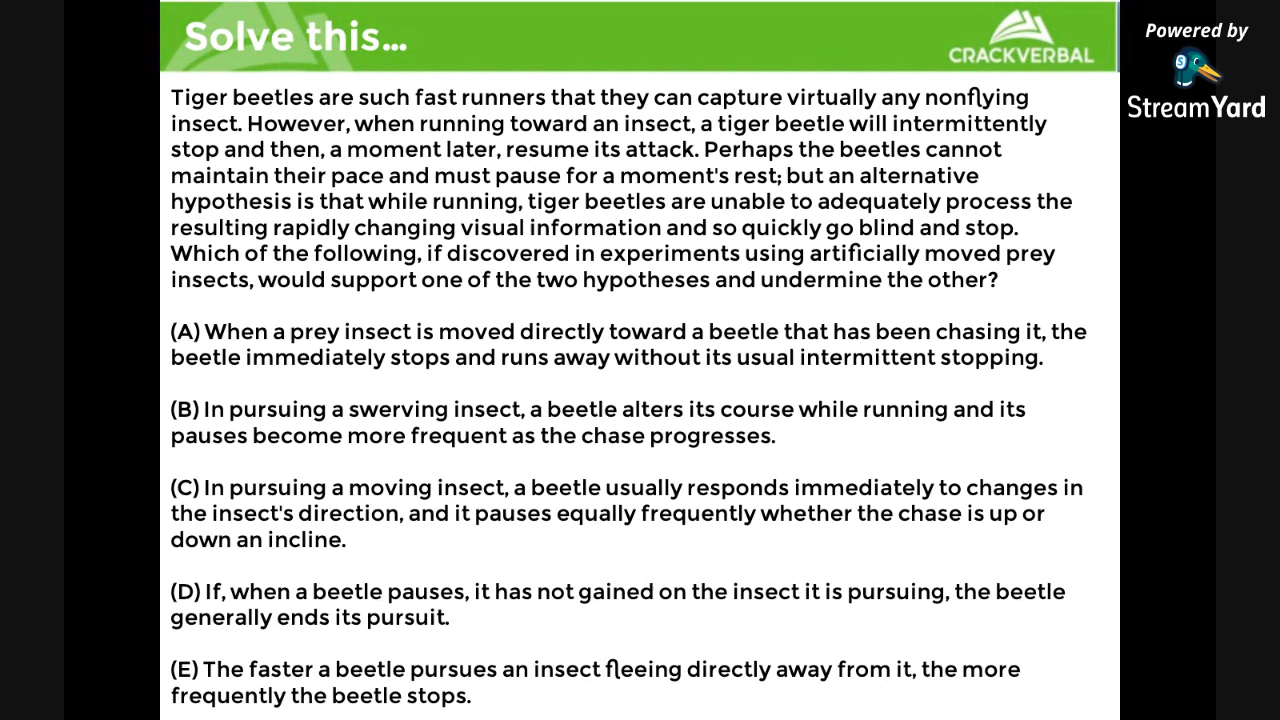 Solve this...
CRACKVERBAL
Powered by
StreamYard
Tiger beetles are such fast runners that they can capture virtually any nonflying
insect. However, when running toward an insect, a tiger beetle will intermittently
stop and then, a moment later, resume its attack. Perhaps the beetles cannot
maintain their pace and must pause for a moment's rest; but an alternative
hypothesis is that while running, tiger beetles are unable to adequately process the
resulting rapidly changing visual information and so quickly go blind and stop.
Which of the following, if discovered in experiments using artificially moved prey
insects, would support one of the two hypotheses and undermine the other?
(A) When a prey insect is moved directly toward a beetle that has been chasing it, the
beetle immediately stops and runs away without its usual intermittent stopping.
(B) In pursuing a swerving insect, a beetle alters its course while running and its
pauses become more frequent as the chase progresses.
(C) In pursuing a moving insect, a beetle usually responds immediately to changes in
the insect's direction, and it pauses equally frequently whether the chase is up or
down an incline.
(D) If, when a beetle pauses, it has not gained on the insect it is pursuing, the beetle
generally ends its pursuit.
(E) The faster a beetle pursues an insect fleeing directly away from it, the more
frequently the beetle stops.